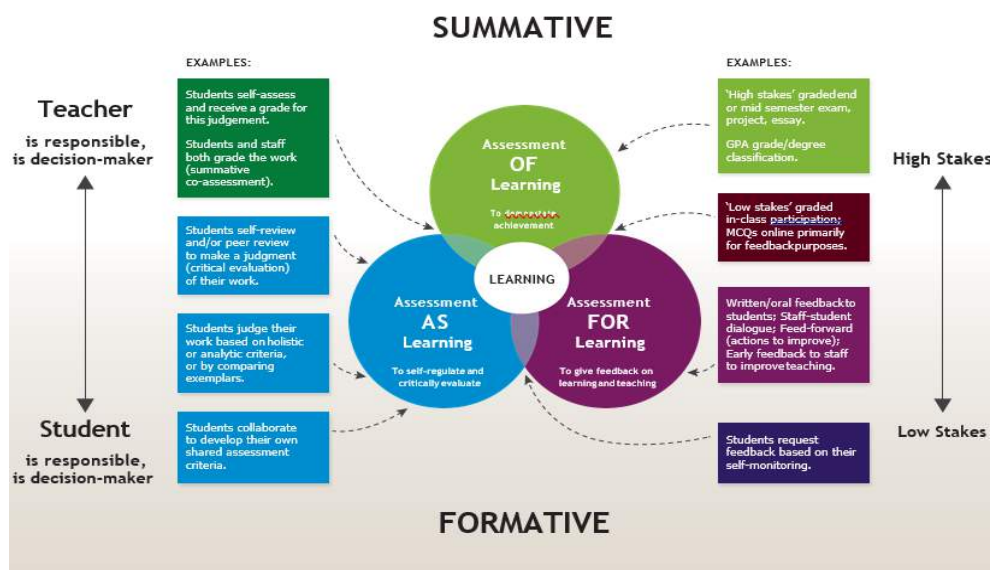 SUMMATIVE
EXAMPLES:
Students self-assess
and receive a grade for
this judgement.
Students and staff
both grade the work
(summative
co-assessment).
Students self-review
and/or peer review
to make a judgment
(critical evaluation)
of their work.
Students judge their
work based on holistic
or analytic criteria,
or by comparing
exemplars.
Students collaborate
to develop their own
shared assessment
criteria.
Teacher
is responsible,
is decision-maker
Student
is responsible,
is decision-maker
Assessment
OF
Learning
To demonstrate
achievement
LEARNING
Assessment
AS
Learning
To self-regulate and
critically evaluate
Assessment
FOR
Learning
To give feedback on
learning and teaching
EXAMPLES:
'High stakes' graded end
or mid semester exam,
project, essay.
GPA grade/degree
classification.
'Low stakes' graded
in-class participation;
MCQs online primarily
for feedback purposes.
Written/oral feedback to
students; Staff-student
dialogue; Feed-forward
(actions to improve);
Early feedback to staff
to improve teaching.
Students request
feedback based on their
self-monitoring.
High Stakes
Low Stakes
FORMATIVE